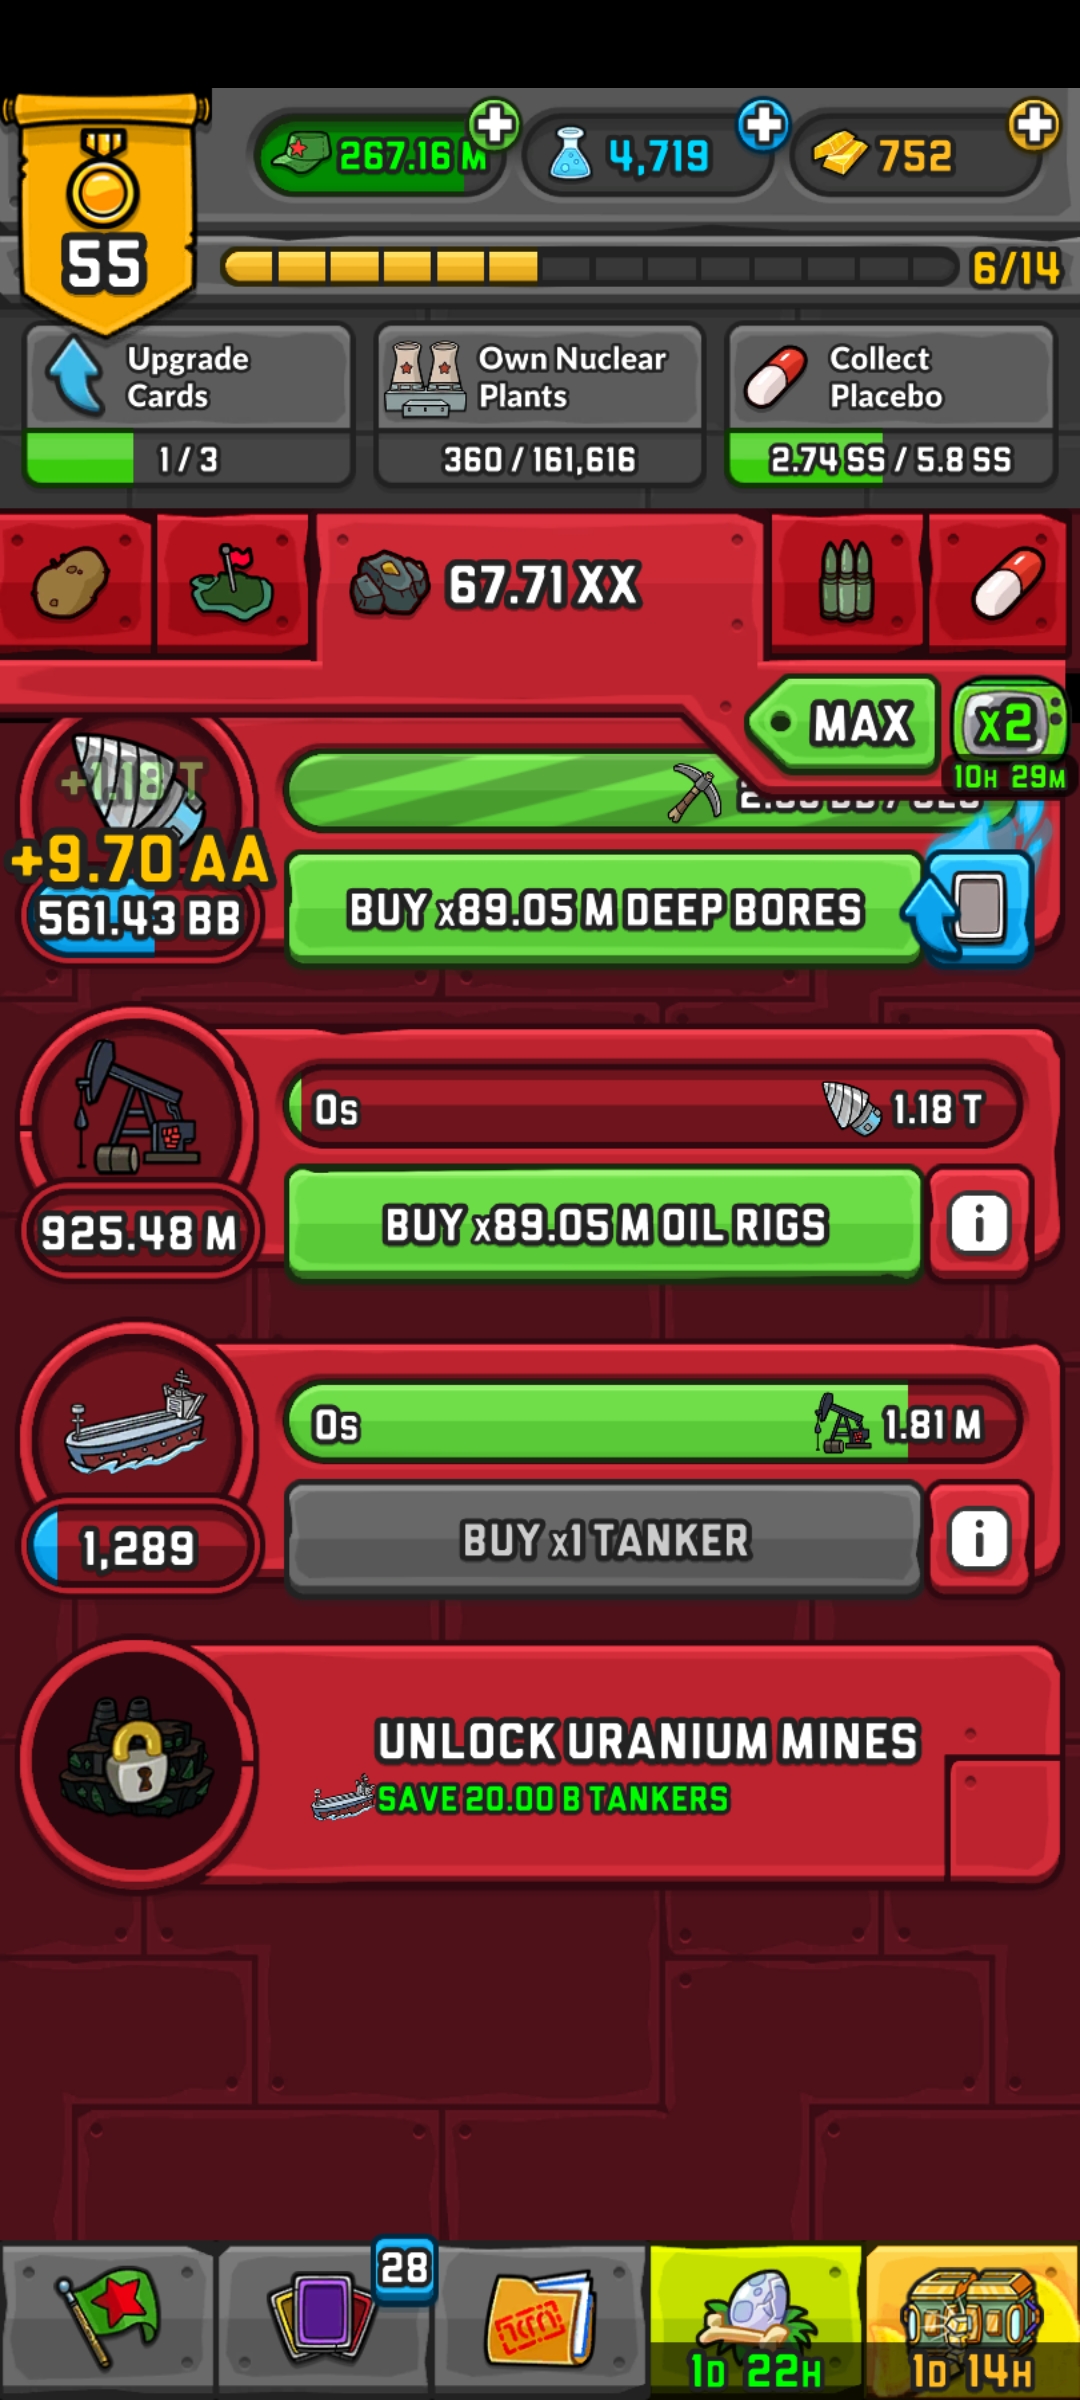 267.16 M
4,719
752
55
6/14
Upgrade
Cards
1 / 3
Own Nuclear
Plants
360 / 161,616
Collect
Placebo
2.74 SS / 5.8 SS
67.71 XX
MAX
x2
10H 29M
+1.18 T
+9.70 AA
561.43 BB
BUY x89.05 M DEEP BORES
0s
1.18 T
925.48 M
BUY x89.05 M OIL RIGS
i
0s
1.81 M
1,289
BUY x1 TANKER
i
UNLOCK URANIUM MINES
SAVE 20.00 B TANKERS
28
1D 22H
1D 14H